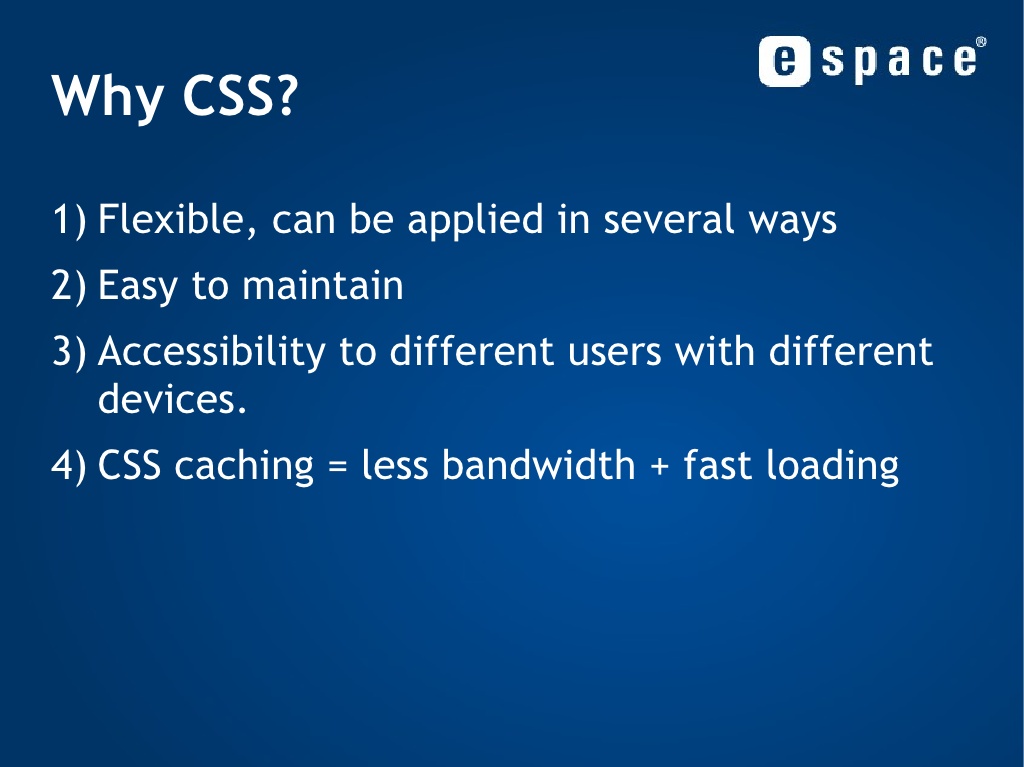 e space®
Why CSS?
1) Flexible, can be applied in several ways
2) Easy to maintain
3) Accessibility to different users with different
devices.
4) CSS caching = less bandwidth + fast loading